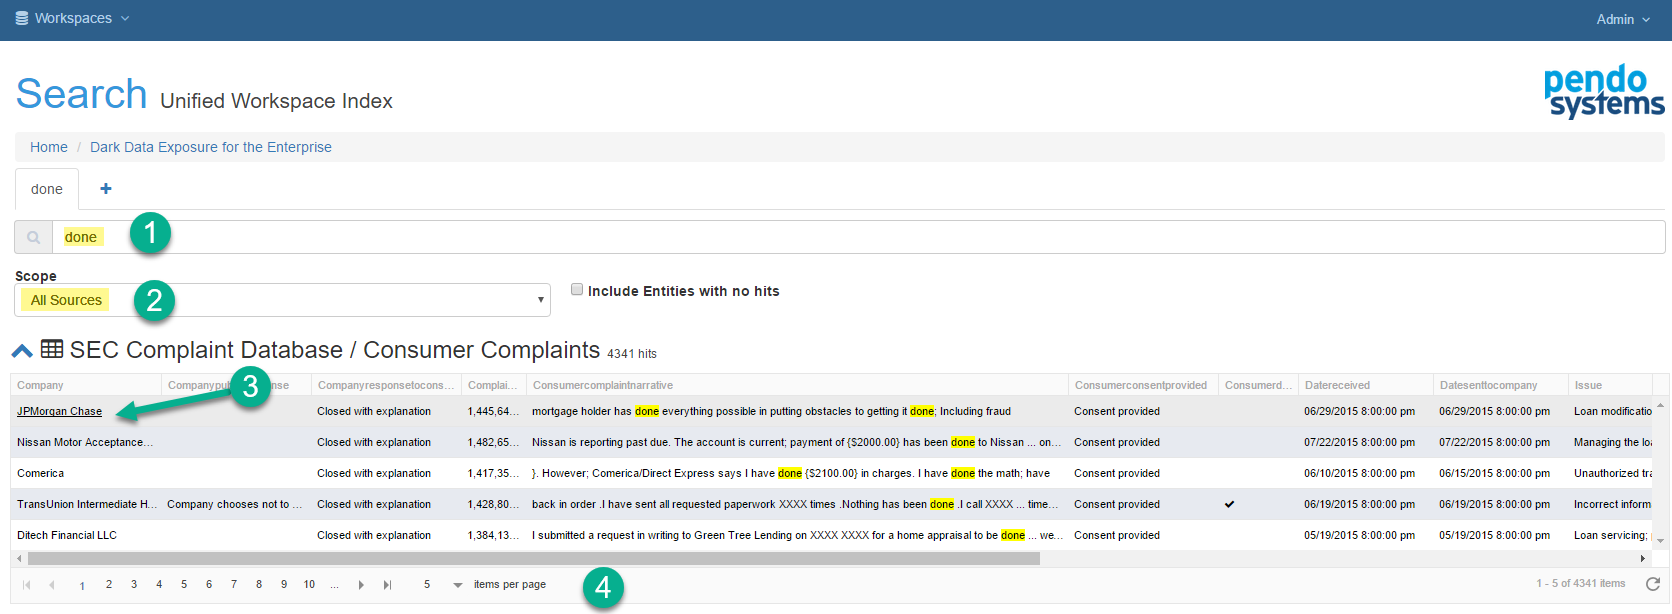 Workspaces
Admin
Search Unified Workspace Index
pendo
systems
Home / Dark Data Exposure for the Enterprise
done +
done 1
Scope
All Sources 2
Include Entities with no hits
SEC Complaint Database / Consumer Complaints 4341 hits
Company Companypu nse Companyresponsetocons... Complai... Consumercomplaintnarrative Consumerconsentprovided Consumerd... Datereceived Datesenttocompany Issue
3
JPMorgan Chase Closed with explanation 1,445,64... mortgage holder has done everything possible in putting obstacles to getting it done; Including fraud Consent provided 06/29/2015 8:00:00 pm 06/29/2015 8:00:00 pm Loan modificatio
Nissan Motor Acceptance... Closed with explanation 1,482,65... Nissan is reporting past due. The account is current; payment of {$2000.00} has been done to Nissan ... on... Consent provided 07/22/2015 8:00:00 pm 07/22/2015 8:00:00 pm Managing the loa
Comerica Closed with explanation 1,417,35... }. However; Comerica/Direct Express says I have done {$2100.00} in charges. I have done the math; have Consent provided 06/10/2015 8:00:00 pm 06/15/2015 8:00:00 pm Unauthorized tra
TransUnion Intermediate H... Company chooses not to ... Closed with explanation 1,428,80... back in order .I have sent all requested paperwork XXXX times .Nothing has been done .I call XXXX ... time... Consent provided ✔ 06/19/2015 8:00:00 pm 06/19/2015 8:00:00 pm Incorrect inform
Ditech Financial LLC Closed with explanation 1,384,13... I submitted a request in writing to Green Tree Lending on XXXX XXXX for a home appraisal to be done ... we... Consent provided 05/19/2015 8:00:00 pm 05/19/2015 8:00:00 pm Loan servicing;
1 2 3 4 5 6 7 8 9 10 ... 5 items per page 4 1 - 5 of 4341 items